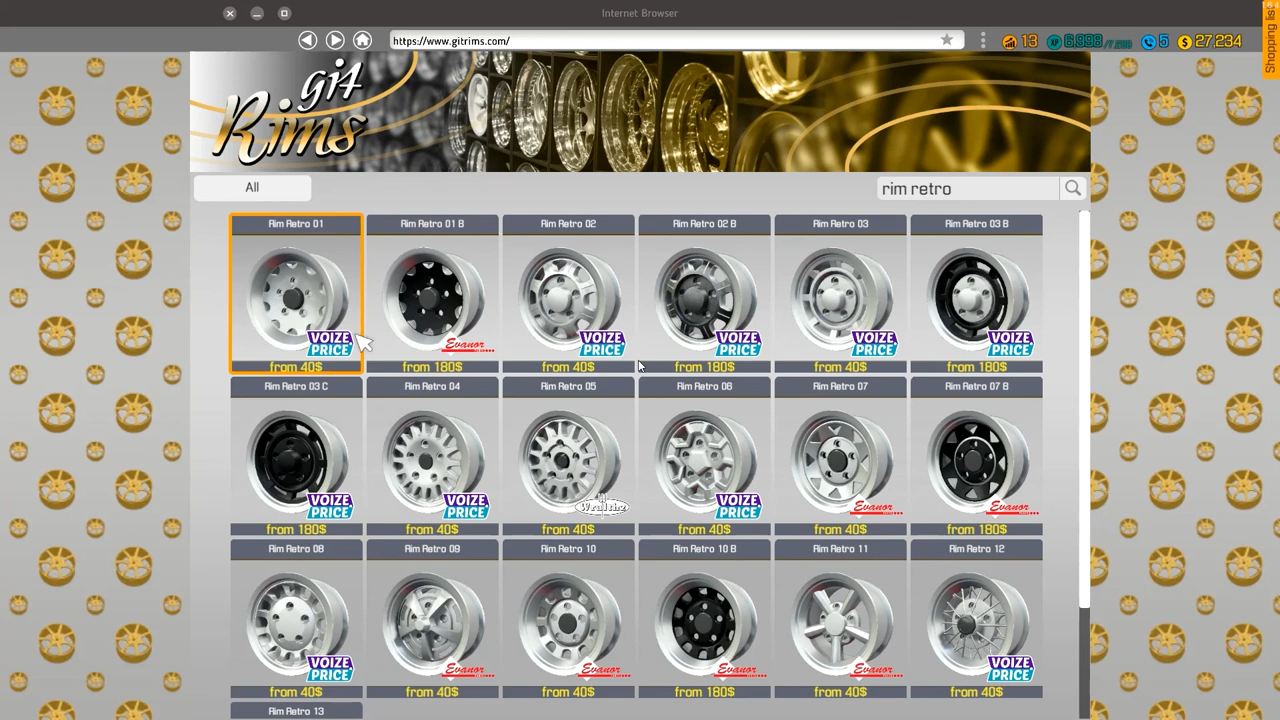 Internet Browser
https://www.gitrims.com/
13
6,998
5
27,234
Shopping list
git
Rims
All
rim retro
Rim Retro 01
Rim Retro 01 B
Rim Retro 02
Rim Retro 02 B
Rim Retro 03
Rim Retro 03 B
VOIZE PRICE
Evanor
VOIZE PRICE
VOIZE PRICE
VOIZE PRICE
VOIZE PRICE
from 40$
from 180$
from 40$
from 180$
from 40$
from 180$
Rim Retro 03 C
Rim Retro 04
Rim Retro 05
Rim Retro 06
Rim Retro 07
Rim Retro 07 B
VOIZE PRICE
VOIZE PRICE
VOIZE PRICE
Evanor
Evanor
from 180$
from 40$
from 40$
from 40$
from 40$
from 180$
Rim Retro 08
Rim Retro 09
Rim Retro 10
Rim Retro 10 B
Rim Retro 11
Rim Retro 12
VOIZE PRICE
Evanor
Evanor
Evanor
Evanor
VOIZE PRICE
from 40$
from 40$
from 40$
from 180$
from 40$
from 40$
Rim Retro 13